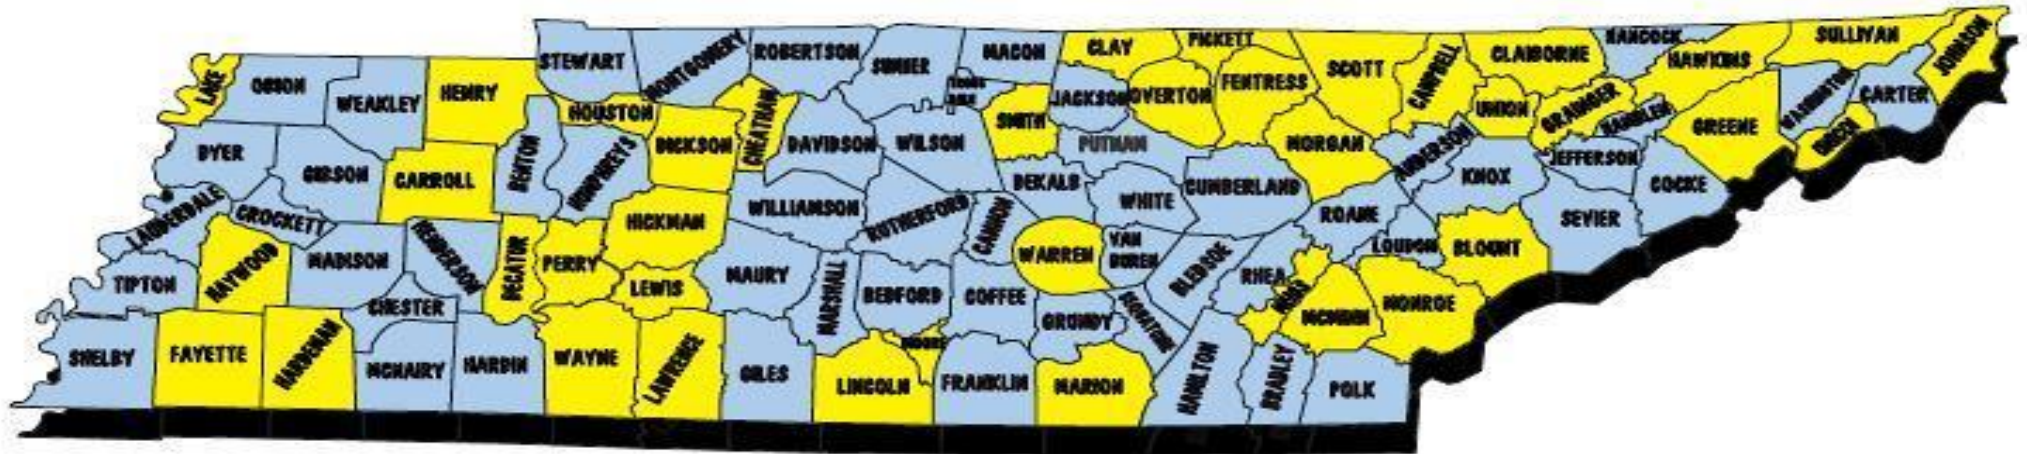 LAKE
OBION
WEAKLEY
HENRY
STEWART
MONTGOMERY
ROBERTSON
SUMNER
MACON
CLAY
PICKETT
SCOTT
CAMPBELL
CLAIBORNE
HANCOCK
HAWKINS
SULLIVAN
JOHNSON
HOUSTON
DICKSON
CHEATHAM
DAVIDSON
WILSON
SMITH
JACKSON
OVERTON
FENTRESS
MORGAN
UNION
GRAINGER
HAMBLEN
GREENE
WASHINGTON
CARTER
DYER
GIBSON
CARROLL
BENTON
HUMPHREYS
HICKMAN
WILLIAMSON
RUTHERFORD
CANNON
DEKALB
PUTNAM
WHITE
CUMBERLAND
ROANE
ANDERSON
KNOX
JEFFERSON
SEVIER
COCKE
LAUDERDALE
CROCKETT
HAYWOOD
MADISON
HENDERSON
DECATUR
PERRY
LEWIS
MAURY
MARSHALL
BEDFORD
COFFEE
WARREN
VAN
BUREN
BLEDSOE
RHEA
MEIGS
LOUDON
BLOUNT
TIPTON
CHESTER
GRUNDY
SEQUATCHIE
MCMINN
MONROE
SHELBY
FAYETTE
HARDEMAN
MCNAIRY
HARDIN
WAYNE
LAWRENCE
GILES
LINCOLN
MOORE
FRANKLIN
MARION
HAMILTON
BRADLEY
POLK